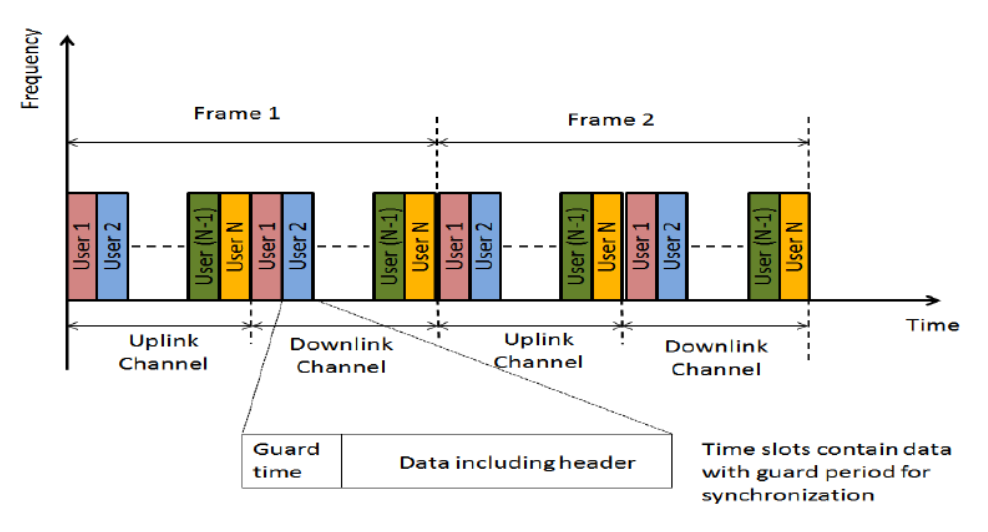 Frequency
Frame 1
Frame 2
User 1
User 2
User (N-1)
User N
User 1
User 2
User (N-1)
User N
User 1
User 2
User (N-1)
User N
User 1
User 2
User (N-1)
User N
Time
Uplink
Channel
Downlink
Channel
Uplink
Channel
Downlink
Channel
Guard
time
Data including header
Time slots contain data
with guard period for
synchronization